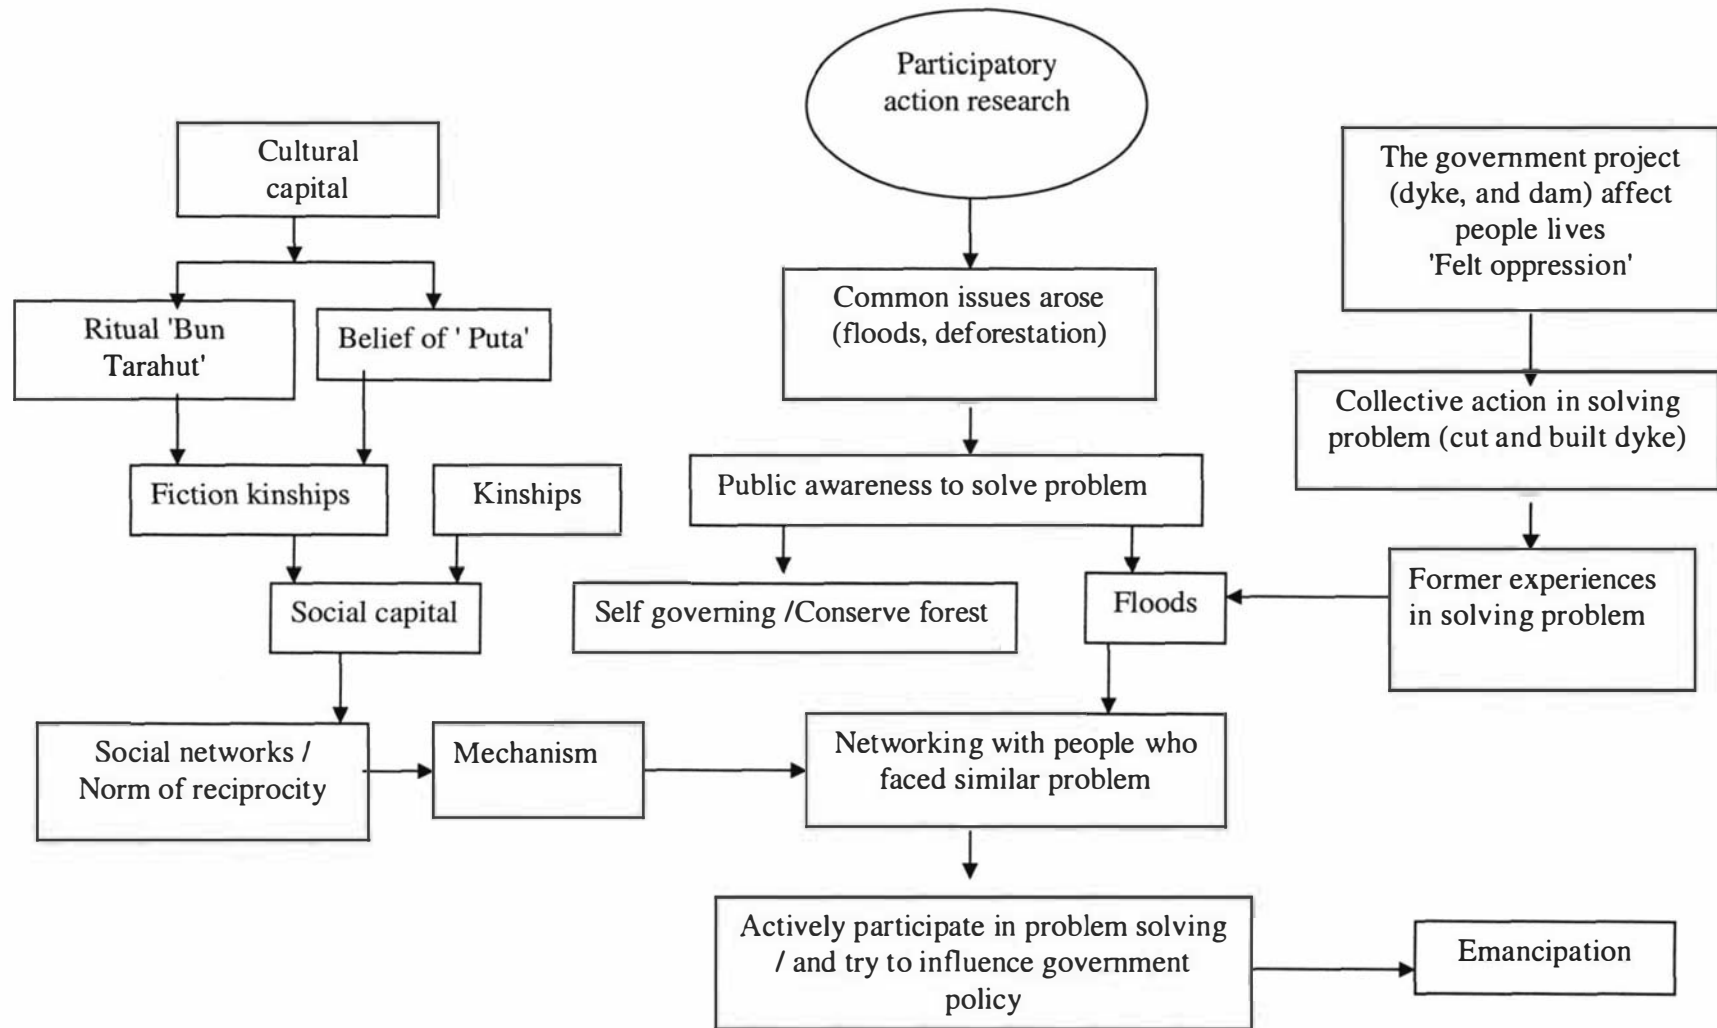 Participatory
action research
Cultural
capital
The government project
(dyke, and dam) affect
people lives
'Felt oppression'
Common issues arose
(floods, deforestation)
Ritual 'Bun
Tarahut'
Belief of ' Puta'
Collective action in solving
problem (cut and built dyke)
Fiction kinships
Kinships
Public awareness to solve problem
Former experiences
in solving problem
Social capital
Self governing /Conserve forest
Floods
Social networks /
Norm of reciprocity
Mechanism
Networking with people who
faced similar problem
Actively participate in problem solving
/ and try to influence government
policy
Emancipation